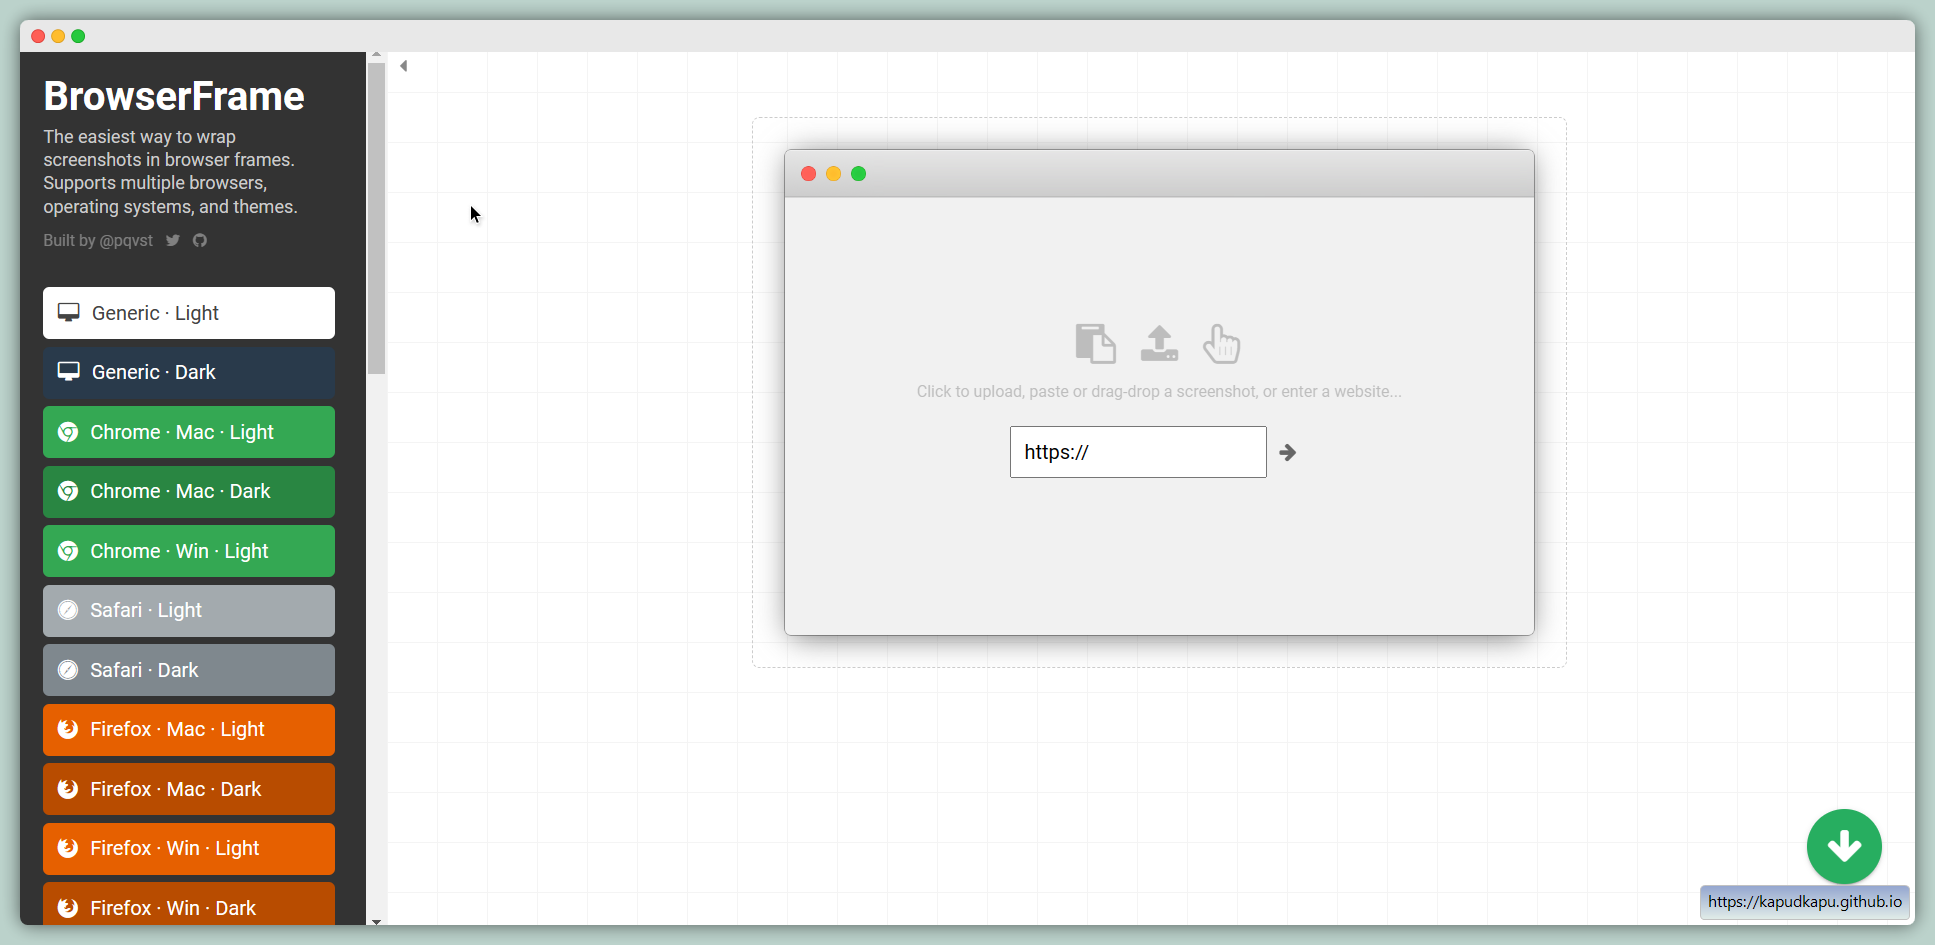 BrowserFrame
The easiest way to wrap
screenshots in browser frames.
Supports multiple browsers,
operating systems, and themes.
Built by @pqvst
Generic · Light
Generic · Dark
Chrome · Mac · Light
Chrome · Mac · Dark
Chrome · Win · Light
Safari · Light
Safari · Dark
Firefox · Mac · Light
Firefox · Mac · Dark
Firefox · Win · Light
Firefox · Win · Dark
Click to upload, paste or drag-drop a screenshot, or enter a website...
https://
https://kapudkapu.github.io